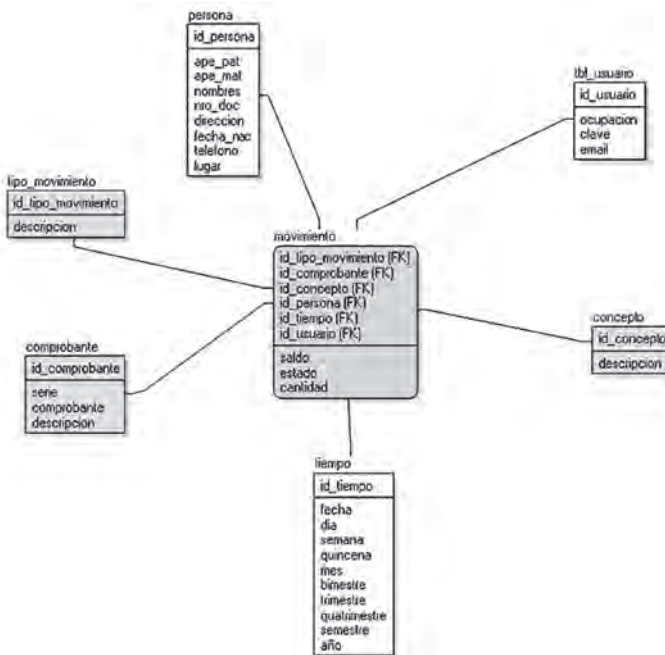 persona
id_persona
ape_pat
ape_mat
nombres
nro_doc
direccion
fecha_nac
telefono
lugar
tbl_usuario
id_usuario
ocupacion
clave
email
tipo_movimiento
id_tipo_movimiento
descripcion
movimiento
id_tipo_movimiento (FK)
id_comprobante (FK)
id_concepto (FK)
id_persona (FK)
id_tiempo (FK)
id_usuario (FK)
saldo
estado
cantidad
concepto
id_concepto
descripcion
comprobante
id_comprobante
serie
comprobante
descripcion
tiempo
id_tiempo
fecha
dia
semana
quincena
mes
bimestre
trimestre
quatrimestre
semestre
año